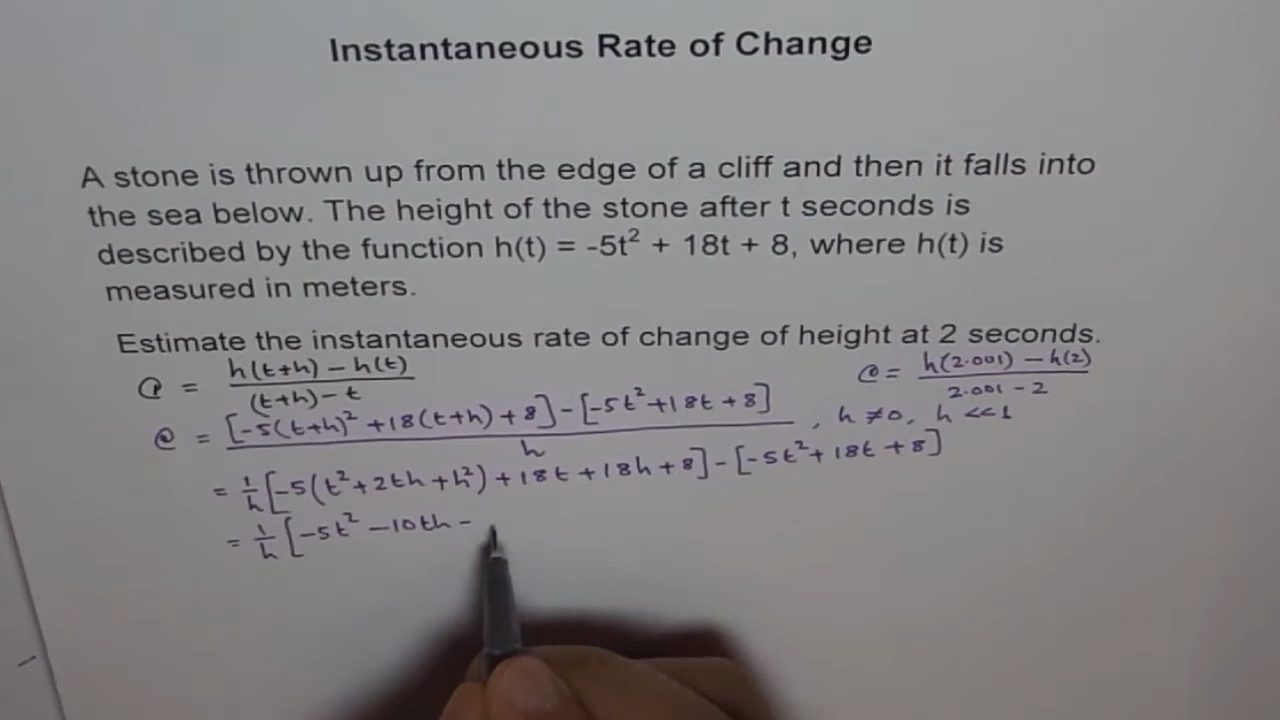 Instantaneous Rate of Change
A stone is thrown up from the edge of a cliff and then it falls into
the sea below. The height of the stone after t seconds is
described by the function h(t) = -5t² + 18t + 8, where h(t) is
measured in meters.
Estimate the instantaneous rate of change of height at 2 seconds.
= h(t+h) - h(t)
(t+h) - t
= h(2.001) - h(2)
2.001 - 2
= [-5(t+h)² + 18(t+h) + 8] - [-5t² + 18t + 8]
h
, h ≠ 0, h << 1
= 1/h [-5(t² + 2th + h²) + 18t + 18h + 8] - [-5t² + 18t + 8]
= 1/h [-5t² - 10th -